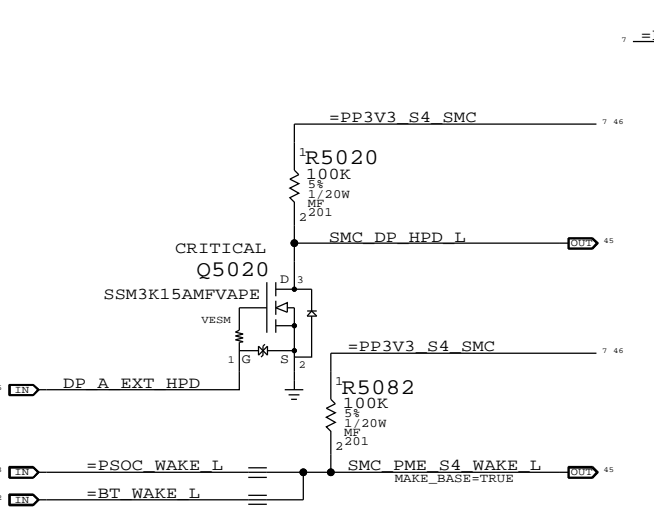 7 =
=PP3V3_S4_SMC 7 46
1 R5020
100K
5%
1/20W
MF
2 201
SMC_DP_HPD_L OUT 45
CRITICAL
Q5020
D 3
SSM3K15AMFVAPE
VESM
1 G S 2
=PP3V3_S4_SMC 7 46
IN DP_A_EXT_HPD
1 R5082
100K
5%
1/20W
MF
2 201
IN =PSOC_WAKE_L SMC_PME_S4_WAKE_L OUT 45
MAKE_BASE=TRUE
IN =BT_WAKE_L